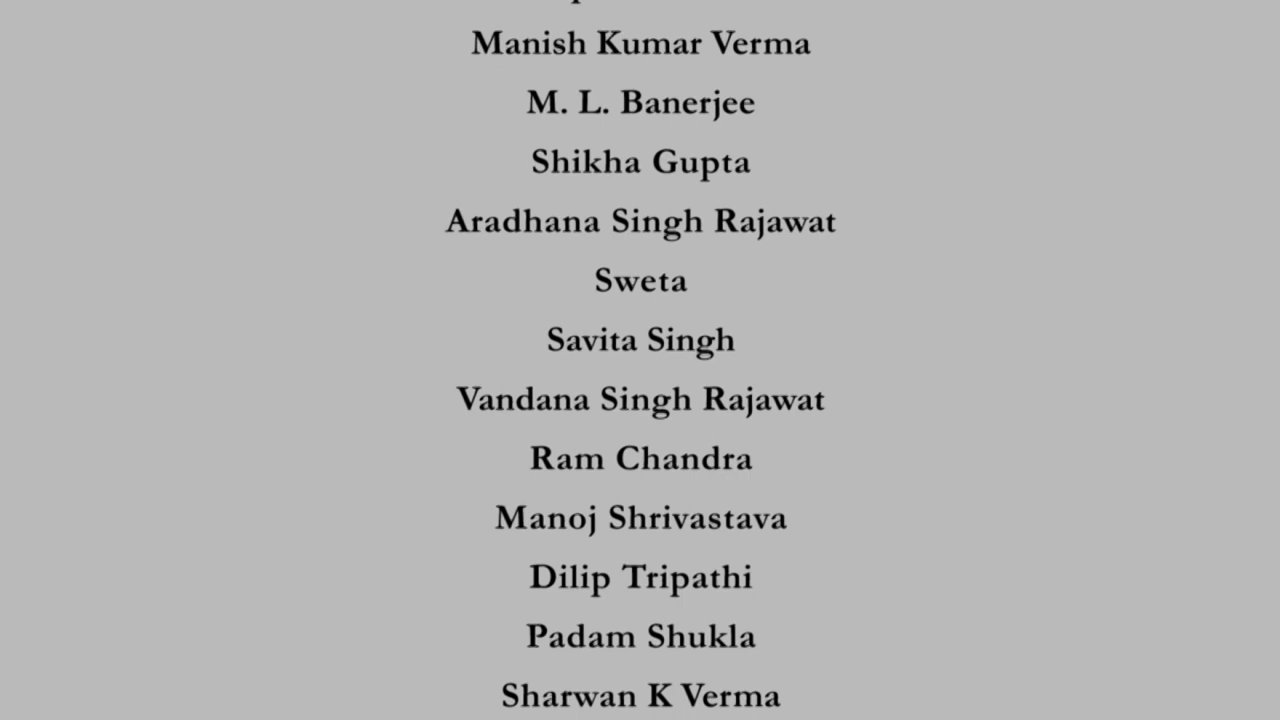 Manish Kumar Verma
M. L. Banerjee
Shikha Gupta
Aradhana Singh Rajawat
Sweta
Savita Singh
Vandana Singh Rajawat
Ram Chandra
Manoj Shrivastava
Dilip Tripathi
Padam Shukla
Sharwan K Verma